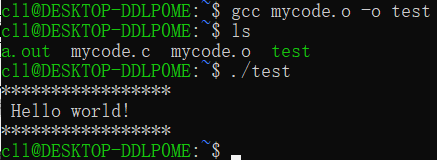 cll@DESKTOP-DDLPOME:~$ gcc mycode.o -o test
cll@DESKTOP-DDLPOME:~$ ls
a.out  mycode.c  mycode.o  test
cll@DESKTOP-DDLPOME:~$ ./test
*****************
 Hello world!
*****************
cll@DESKTOP-DDLPOME:~$